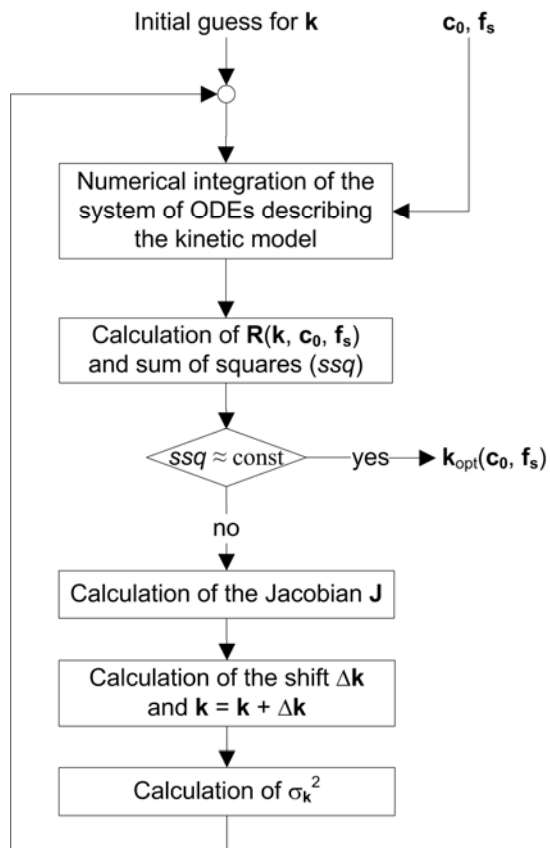 Initial guess for k
c₀, fₛ
Numerical integration of the
system of ODEs describing
the kinetic model
Calculation of R(k, c₀, fₛ)
and sum of squares (ssq)
ssq ≈ const
yes
k_opt(c₀, fₛ)
no
Calculation of the Jacobian J
Calculation of the shift Δk
and k = k + Δk
Calculation of σₖ²